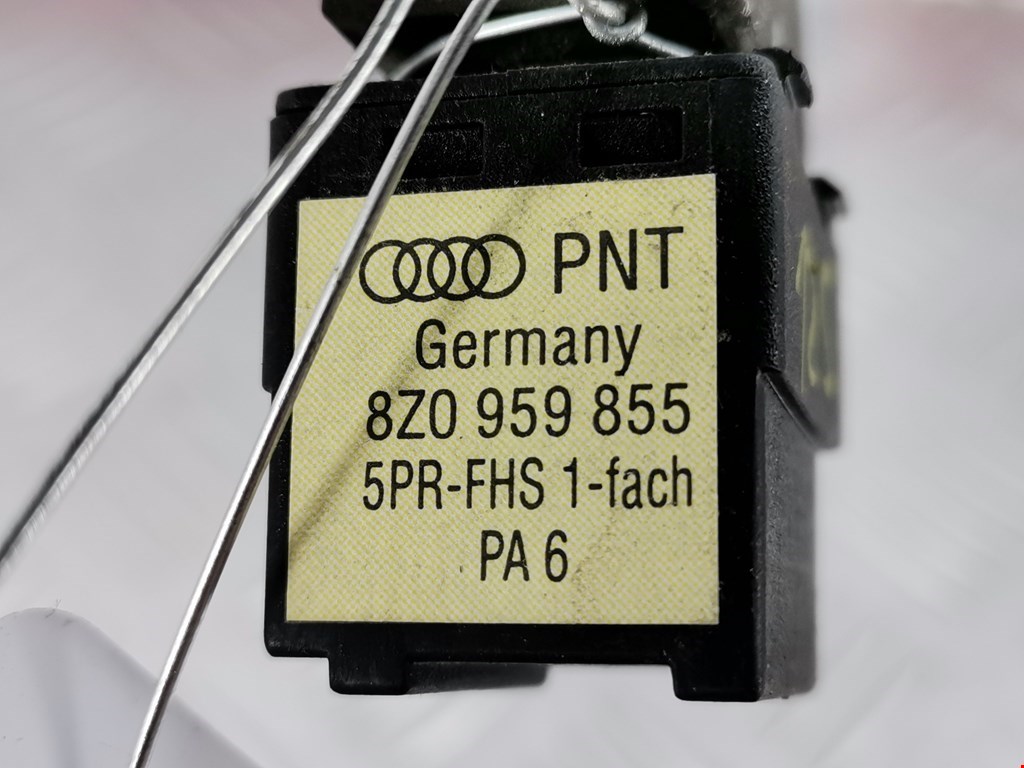 PNT
Germany
8Z0 959 855
5PR-FHS 1-fach
PA 6